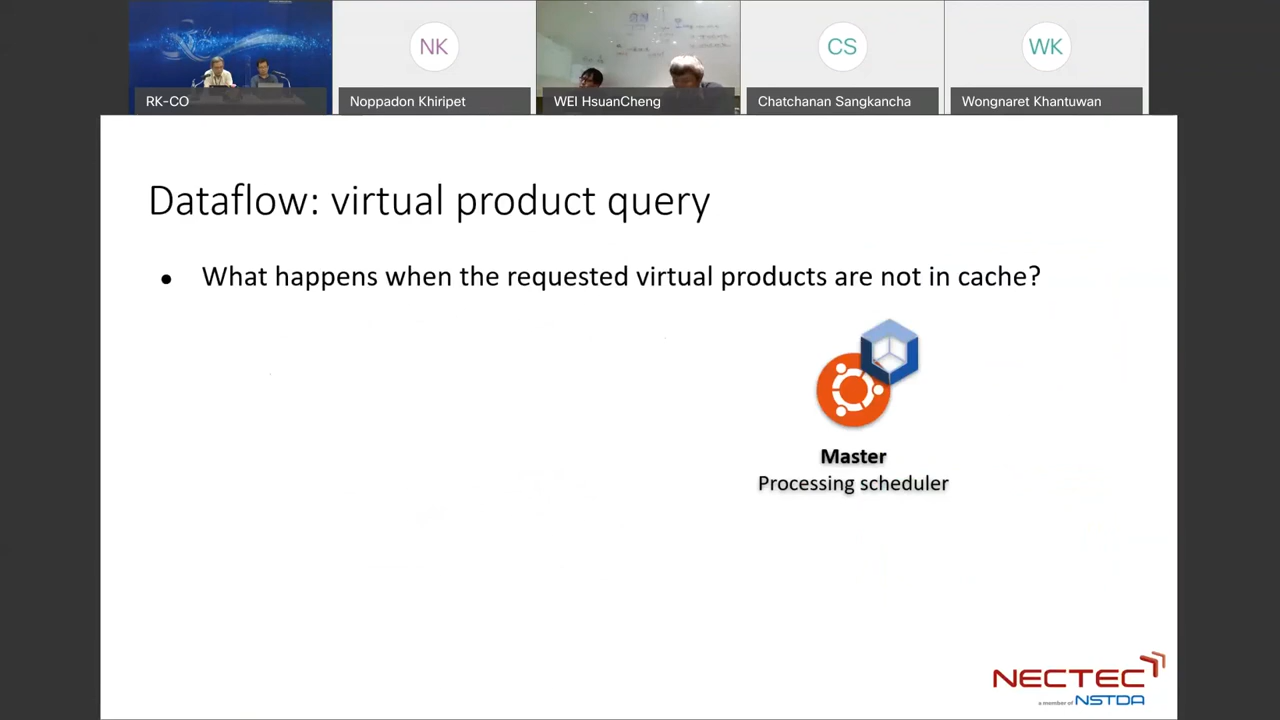 NK
CS
WK
RK-CO
Noppadon Khiripet
WEI HsuanCheng
Chatchanan Sangkancha
Wongnaret Khantuwan
Dataflow: virtual product query
● What happens when the requested virtual products are not in cache?
Master
Processing scheduler
NECTEC
a member of NSTDA